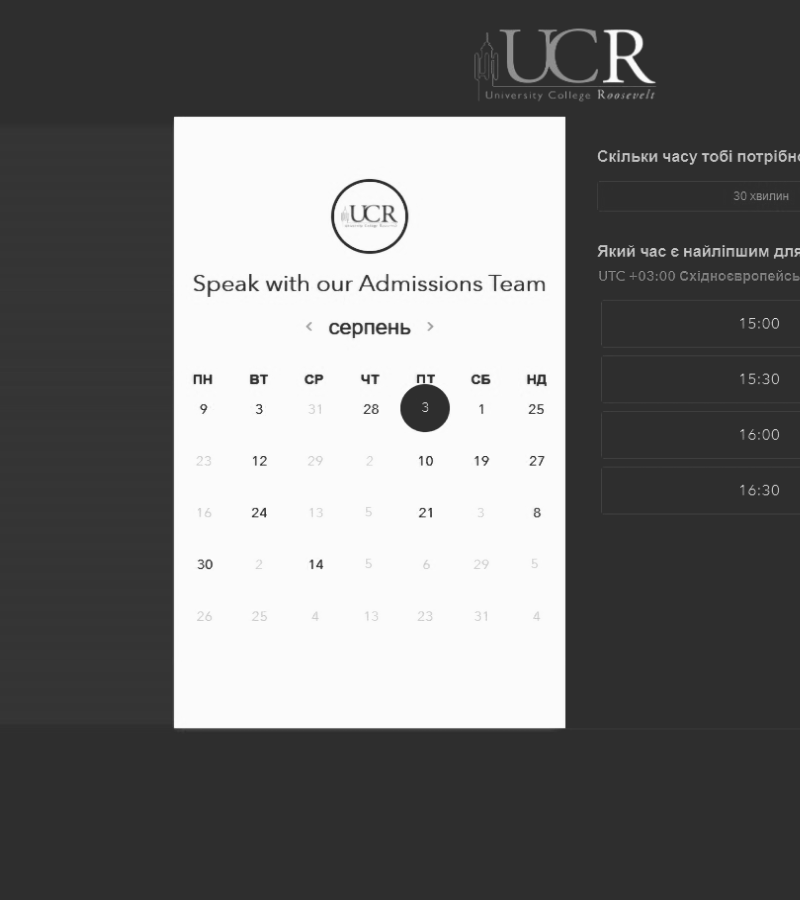 UCR
University College Roosevelt
UCR
Speak with our Admissions Team
< серпень >
ПН ВТ СР ЧТ ПТ СБ НД
9 3 31 28 3 1 25
23 12 29 2 10 19 27
16 24 13 5 21 3 8
30 2 14 5 6 29 5
26 25 4 13 23 31 4
Скільки часу тобі потрібно
30 хвилин
Який час є найліпшим для
UTC +03:00 Східноєвропейсь
15:00
15:30
16:00
16:30